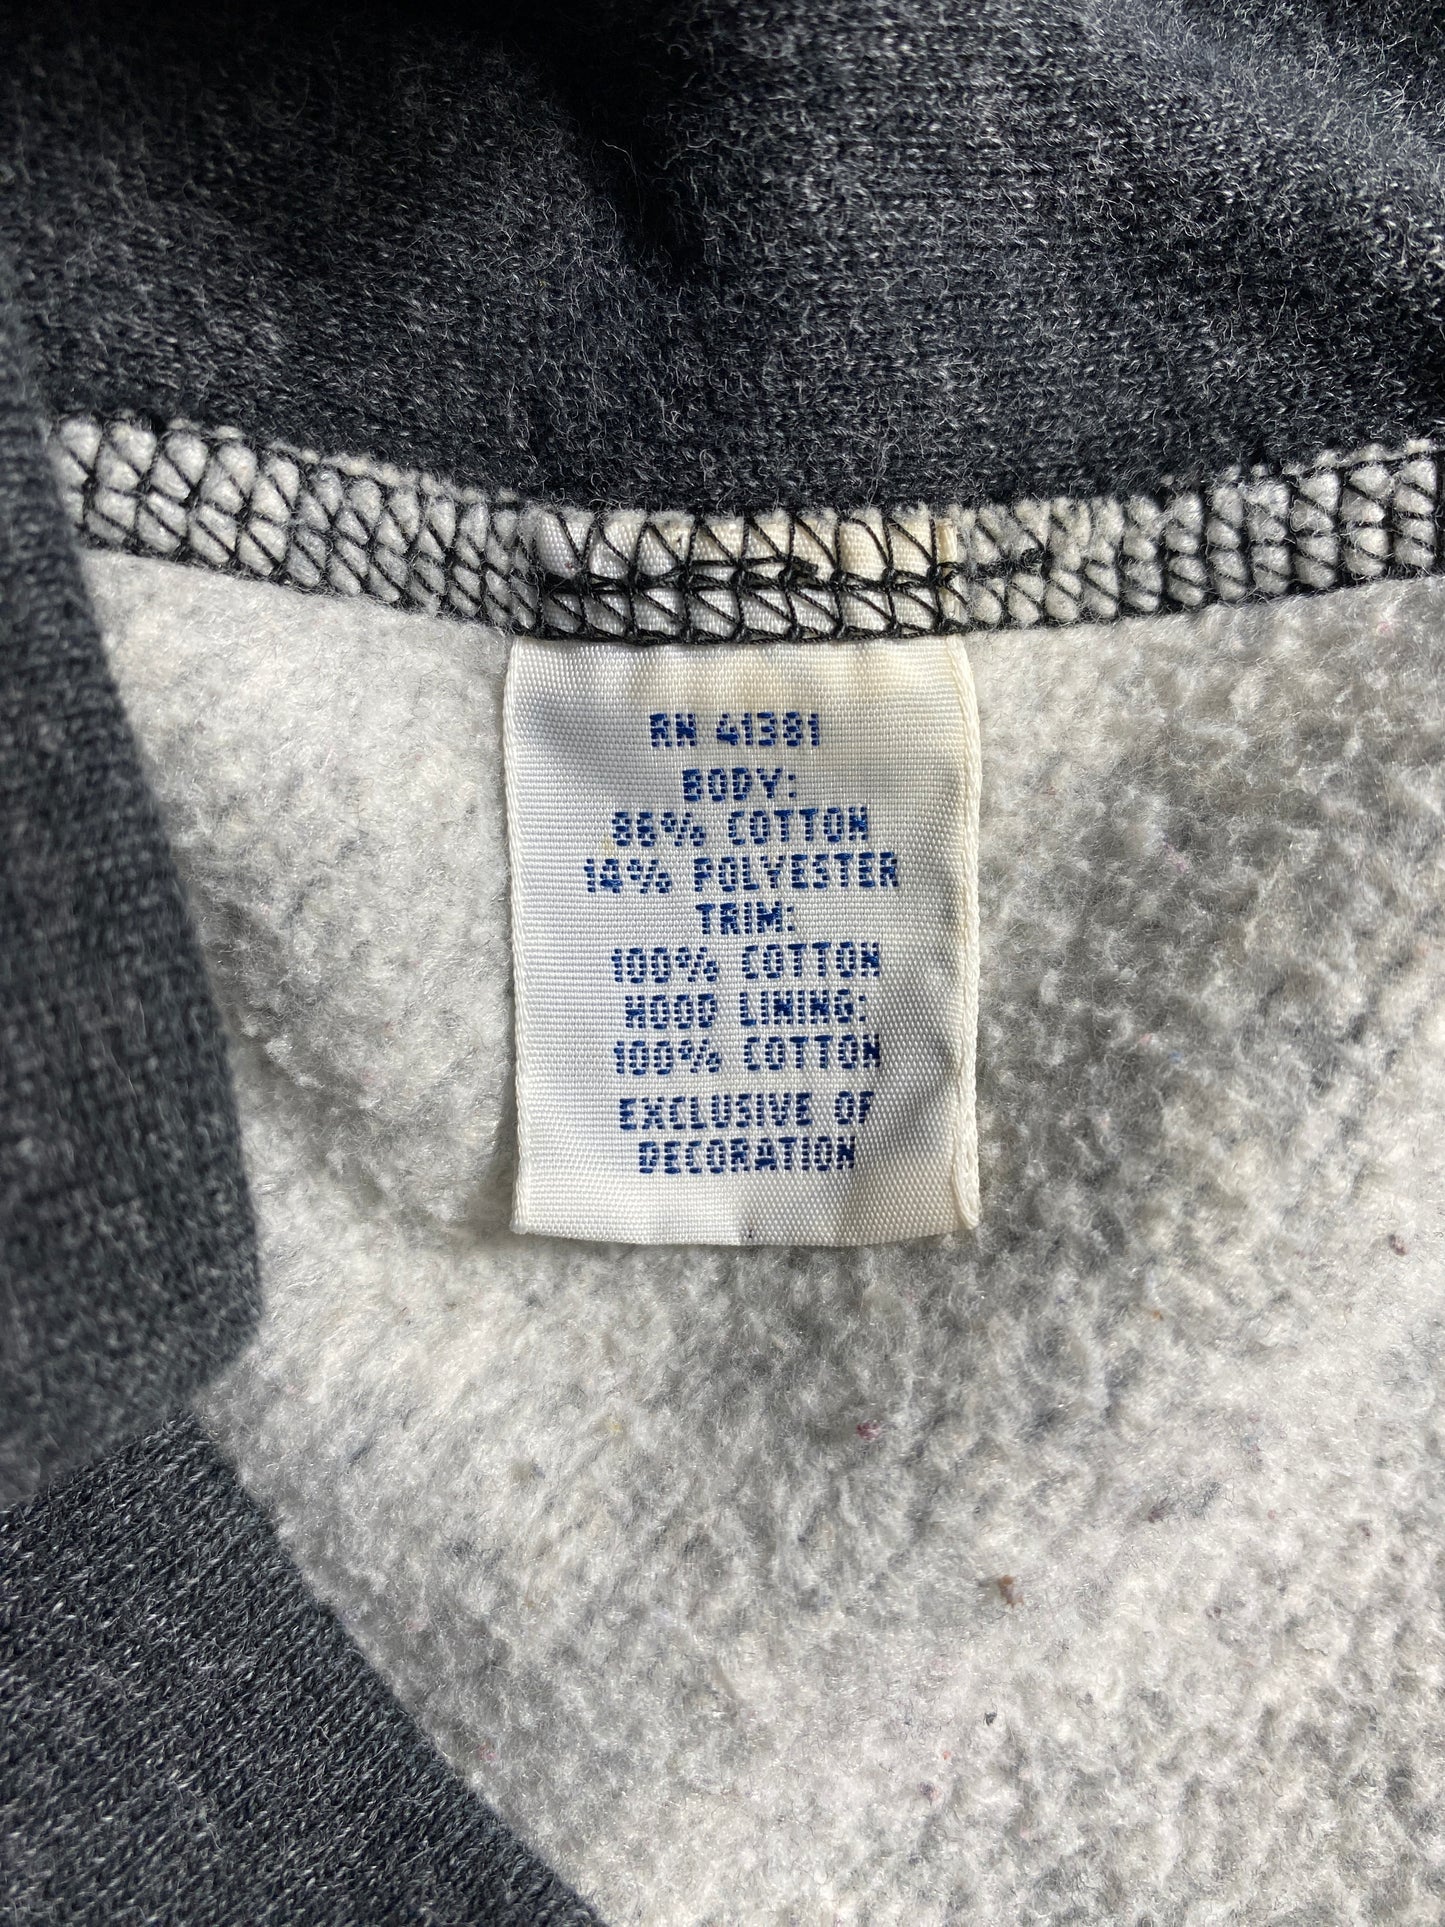 RN 41381
BODY:
86% COTTON
14% POLYESTER
TRIM:
100% COTTON
HOOD LINING:
100% COTTON
EXCLUSIVE OF
DECORATION